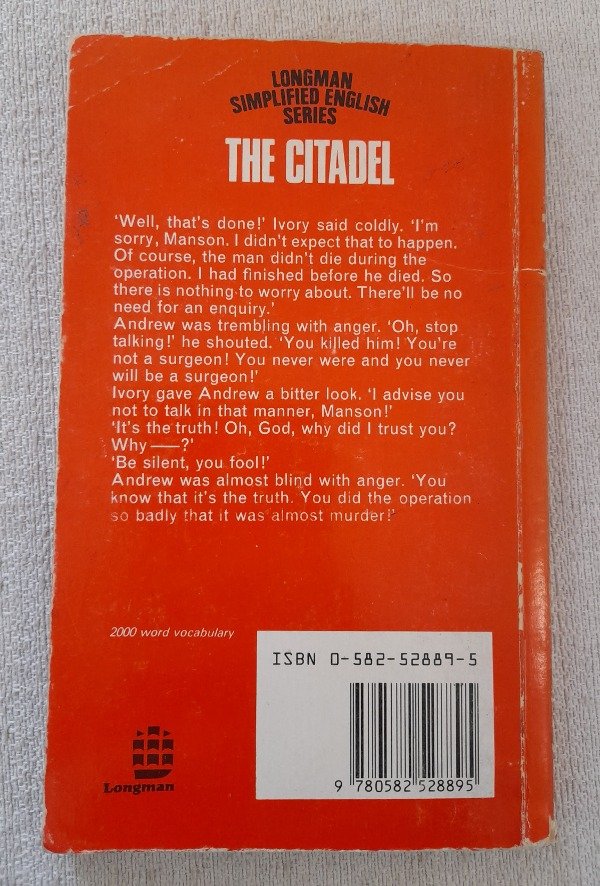 LONGMAN
SIMPLIFIED ENGLISH
SERIES
THE CITADEL
‘Well, that's done!’ Ivory said coldly. ‘I'm
sorry, Manson. I didn't expect that to happen.
Of course, the man didn't die during the
operation. I had finished before he died. So
there is nothing to worry about. There'll be no
need for an enquiry.’
Andrew was trembling with anger. ‘Oh, stop
talking!’ he shouted. ‘You killed him! You're
not a surgeon! You never were and you never
will be a surgeon!’
Ivory gave Andrew a bitter look. ‘I advise you
not to talk in that manner, Manson!’
‘It's the truth! Oh, God, why did I trust you?
Why —?’
‘Be silent, you fool!’
Andrew was almost blind with anger. ‘You
know that it's the truth. You did the operation
so badly that it was almost murder!’
2000 word vocabulary
ISBN 0-582-52889-5
9 780582 528895
Longman